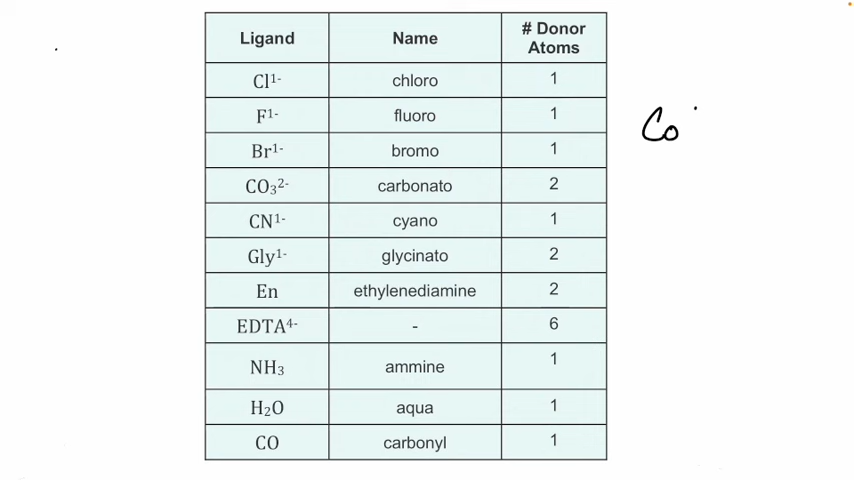 Ligand Name # Donor Atoms
Cl¹⁻ chloro 1
F¹⁻ fluoro 1
Br¹⁻ bromo 1
CO₃²⁻ carbonato 2
CN¹⁻ cyano 1
Gly¹⁻ glycinato 2
En ethylenediamine 2
EDTA⁴⁻ - 6
NH₃ ammine 1
H₂O aqua 1
CO carbonyl 1
Co